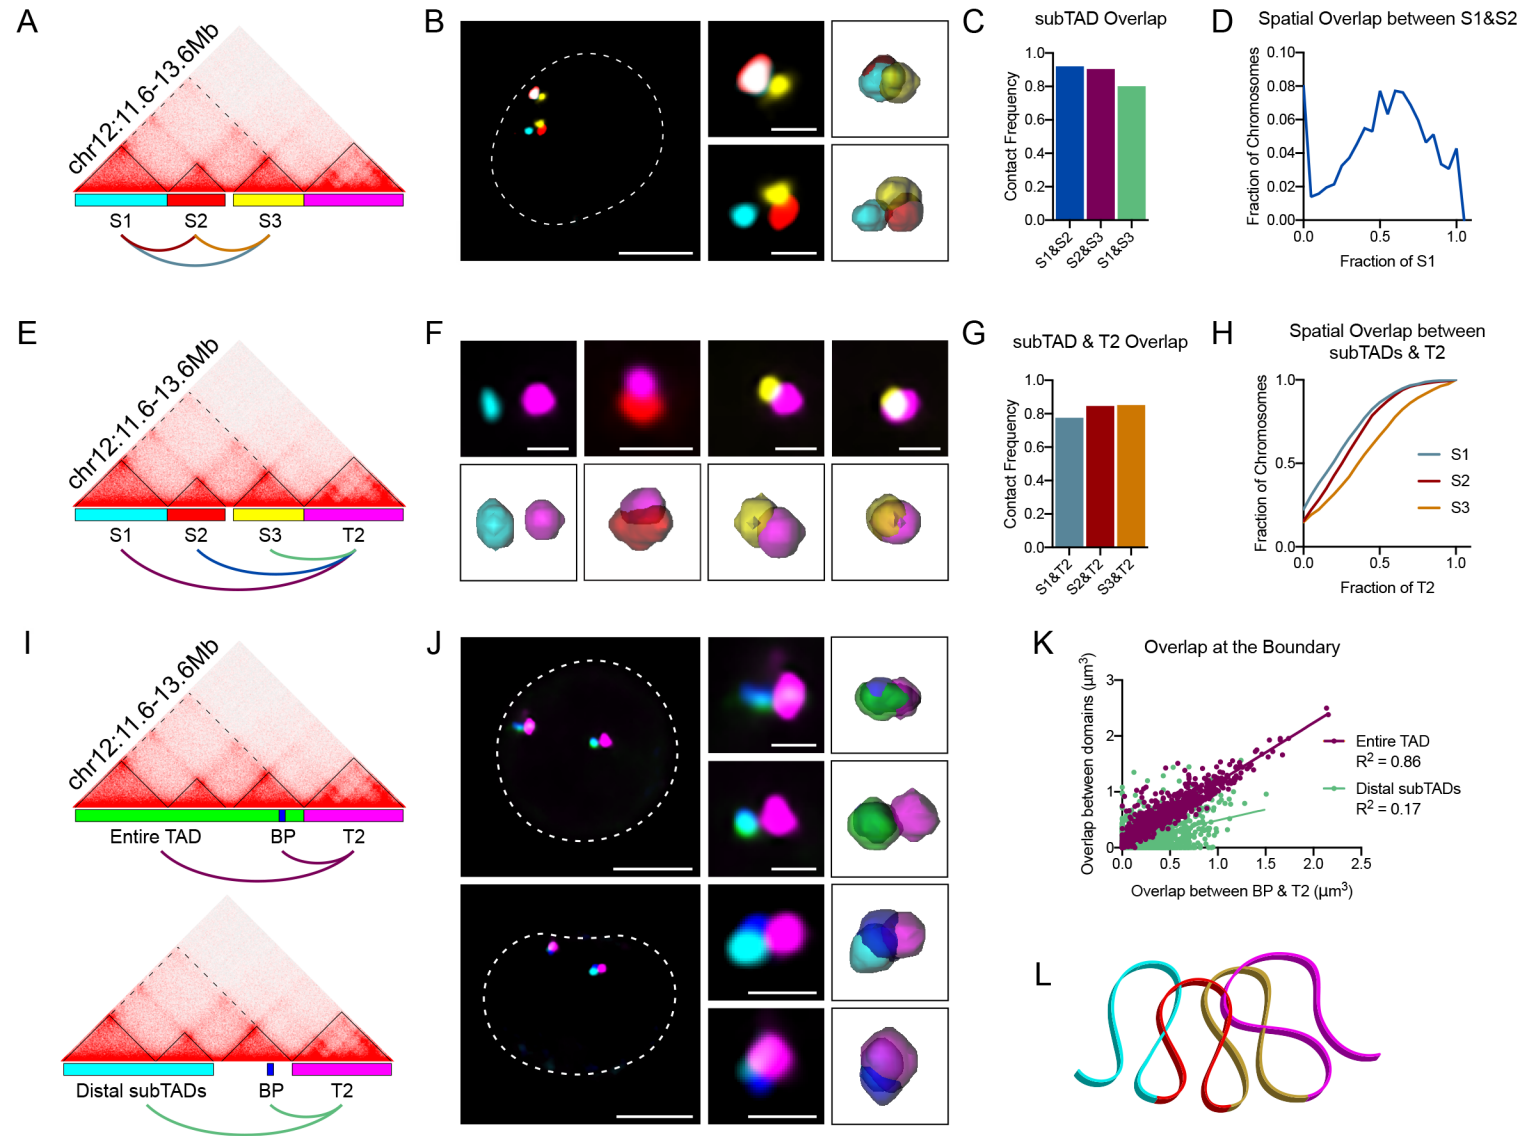 A
chr12:11.6-13.6Mb
S1 S2 S3
B
C
subTAD Overlap
Contact Frequency
1.0
0.8
0.6
0.4
0.2
0.0
S1&S2 S2&S3 S1&S3
D
Spatial Overlap between S1&S2
Fraction of Chromosomes
0.10
0.08
0.06
0.04
0.02
0.00
0.0 0.5 1.0
Fraction of S1
E
chr12:11.6-13.6Mb
S1 S2 S3 T2
F
G
subTAD & T2 Overlap
Contact Frequency
1.0
0.8
0.6
0.4
0.2
0.0
S1&T2 S2&T2 S3&T2
H
Spatial Overlap between
subTADs & T2
Fraction of Chromosomes
1.0
0.5
0.0
0.0 0.5 1.0
Fraction of T2
S1
S2
S3
I
chr12:11.6-13.6Mb
Entire TAD BP T2
Distal subTADs BP T2
J
K
Overlap at the Boundary
Overlap between domains (µm³)
3
2
1
0
0.0 0.5 1.0 1.5 2.0 2.5
Overlap between BP & T2 (µm³)
Entire TAD
R² = 0.86
Distal subTADs
R² = 0.17
L